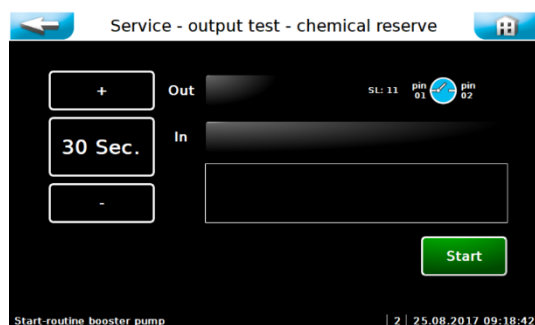 Service - output test - chemical reserve
+
Out
SL: 11
pin 01
pin 02
30 Sec.
In
-
Start
Start-routine booster pump
| 2 | 25.08.2017 09:18:42